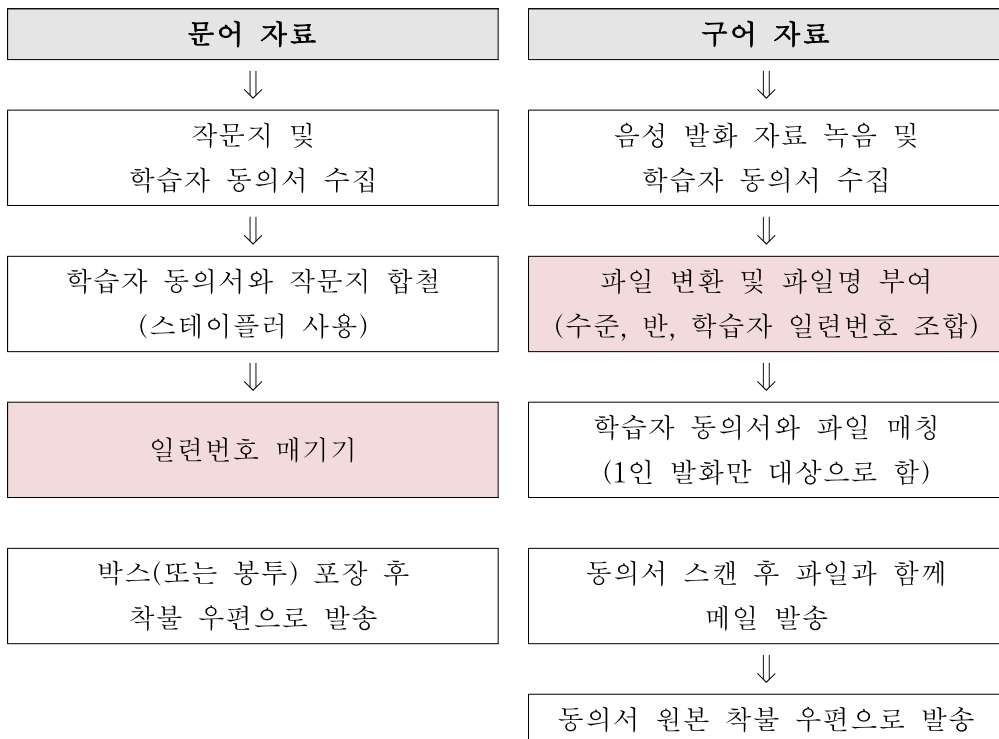 문어 자료
⇓
작문지 및
학습자 동의서 수집
⇓
학습자 동의서와 작문지 합철
(스테이플러 사용)
⇓
일련번호 매기기
박스(또는 봉투) 포장 후
착불 우편으로 발송
구어 자료
⇓
음성 발화 자료 녹음 및
학습자 동의서 수집
⇓
파일 변환 및 파일명 부여
(수준, 반, 학습자 일련번호 조합)
⇓
학습자 동의서와 파일 매칭
(1인 발화만 대상으로 함)
동의서 스캔 후 파일과 함께
메일 발송
⇓
동의서 원본 착불 우편으로 발송